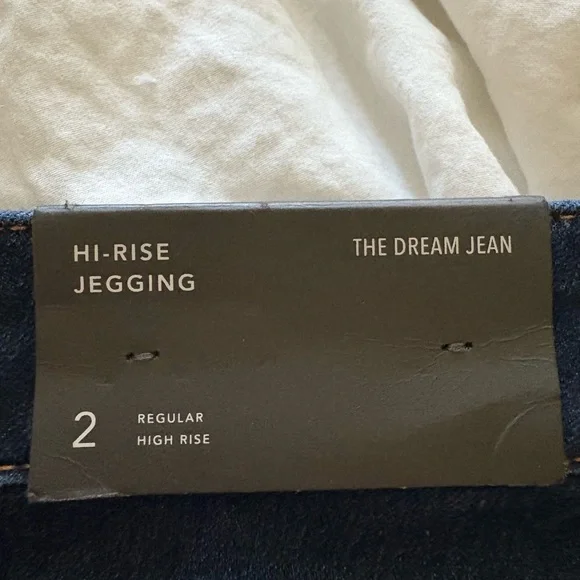 HI-RISE
JEGGING
THE DREAM JEAN
2
REGULAR
HIGH RISE